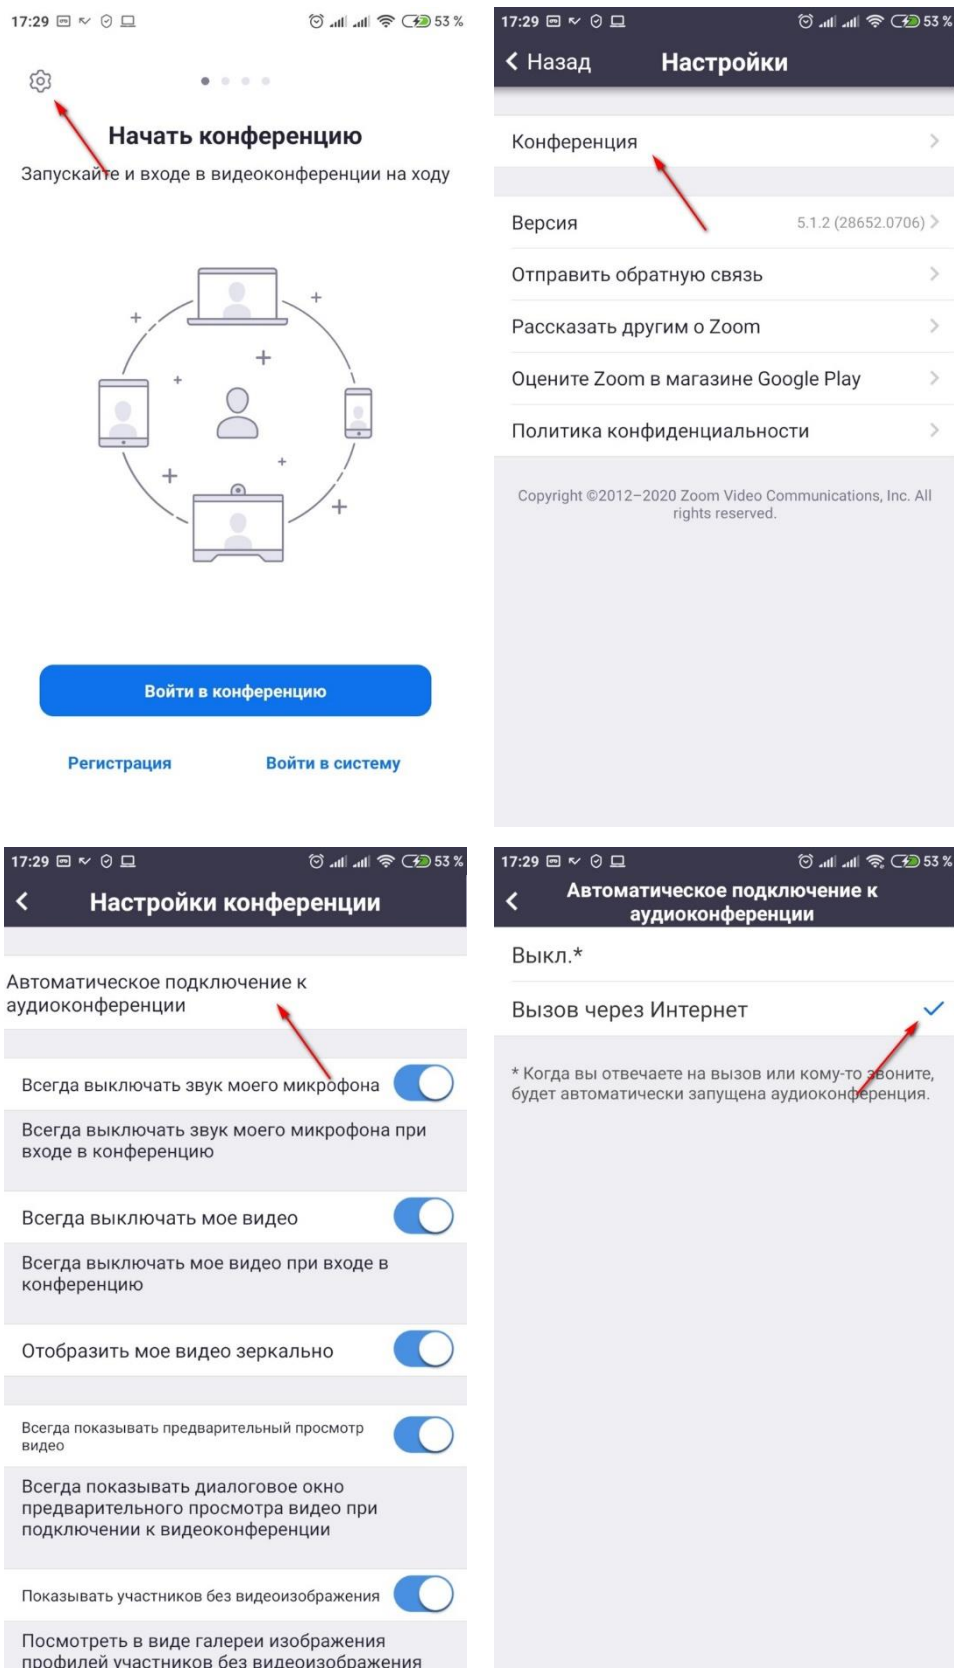 17:29
53 %
Начать конференцию
Запускайте и входе в видеоконференции на ходу
Войти в конференцию
Регистрация
Войти в систему
17:29
53 %
Назад
Настройки
Конференция
Версия
5.1.2 (28652.0706)
Отправить обратную связь
Рассказать другим о Zoom
Оцените Zoom в магазине Google Play
Политика конфиденциальности
Copyright ©2012–2020 Zoom Video Communications, Inc. All
rights reserved.
17:29
53 %
Настройки конференции
Автоматическое подключение к
аудиоконференции
Всегда выключать звук моего микрофона
Всегда выключать звук моего микрофона при
входе в конференцию
Всегда выключать мое видео
Всегда выключать мое видео при входе в
конференцию
Отобразить мое видео зеркально
Всегда показывать предварительный просмотр
видео
Всегда показывать диалоговое окно
предварительного просмотра видео при
подключении к видеоконференции
Показывать участников без видеоизображения
Посмотреть в виде галереи изображения
профилей участников без видеоизображения
17:29
53 %
Автоматическое подключение к
аудиоконференции
Выкл.*
Вызов через Интернет
* Когда вы отвечаете на вызов или кому-то звоните,
будет автоматически запущена аудиоконференция.